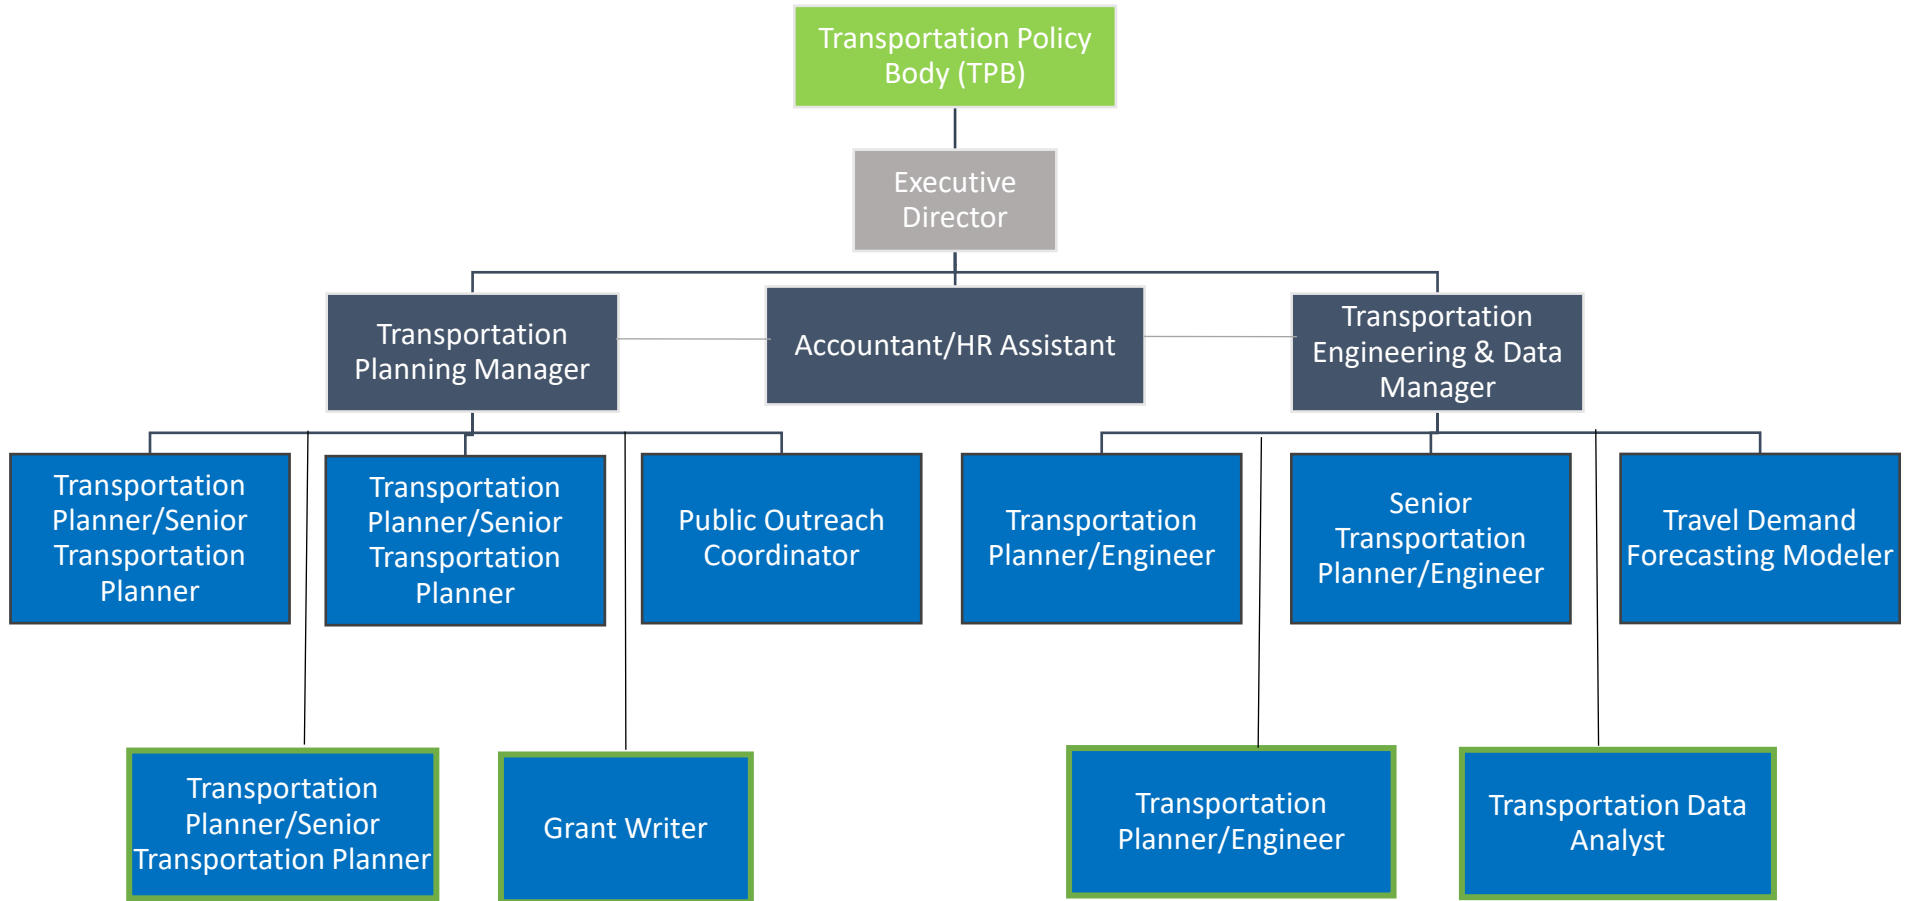 Transportation Policy
Body (TPB)
Executive
Director
Transportation
Planning Manager
Accountant/HR Assistant
Transportation
Engineering & Data
Manager
Transportation
Planner/Senior
Transportation
Planner
Transportation
Planner/Senior
Transportation
Planner
Public Outreach
Coordinator
Transportation
Planner/Engineer
Senior
Transportation
Planner/Engineer
Travel Demand
Forecasting Modeler
Transportation
Planner/Senior
Transportation Planner
Grant Writer
Transportation
Planner/Engineer
Transportation Data
Analyst